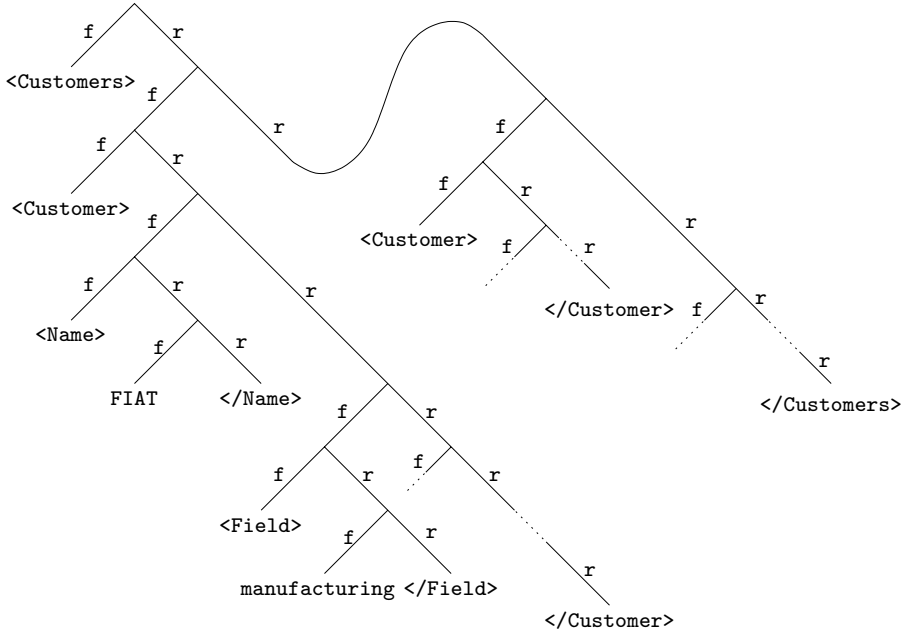 f r
<Customers>
f r
f
f r f r
<Customer> <Customer>
f f r r
</Customer>
f r r f r
<Name>
f r r
FIAT </Name> </Customers>
f r
f r f r
<Field>
f r
manufacturing </Field>
r
</Customer>